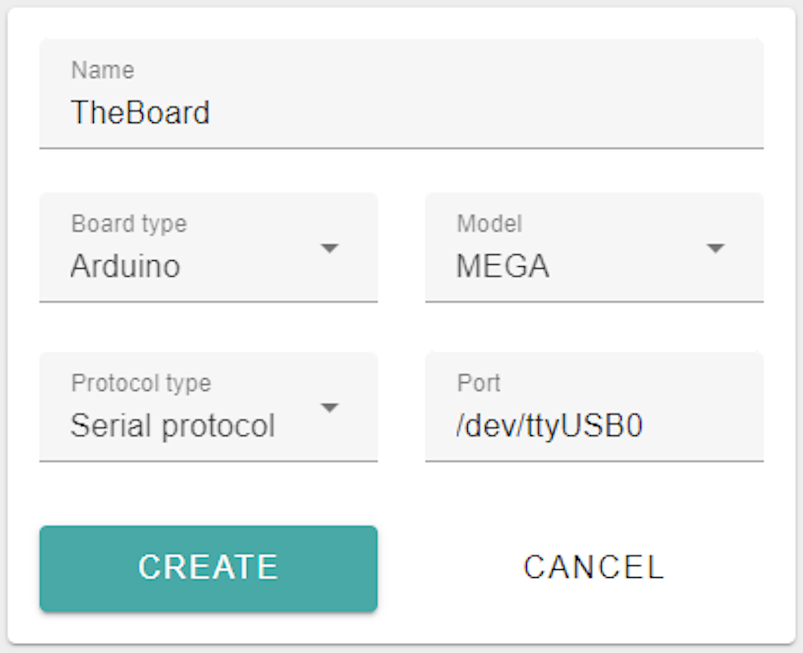 Name
TheBoard
Board type
Arduino
Model
MEGA
Protocol type
Serial protocol
Port
/dev/ttyUSB0
CREATE
CANCEL